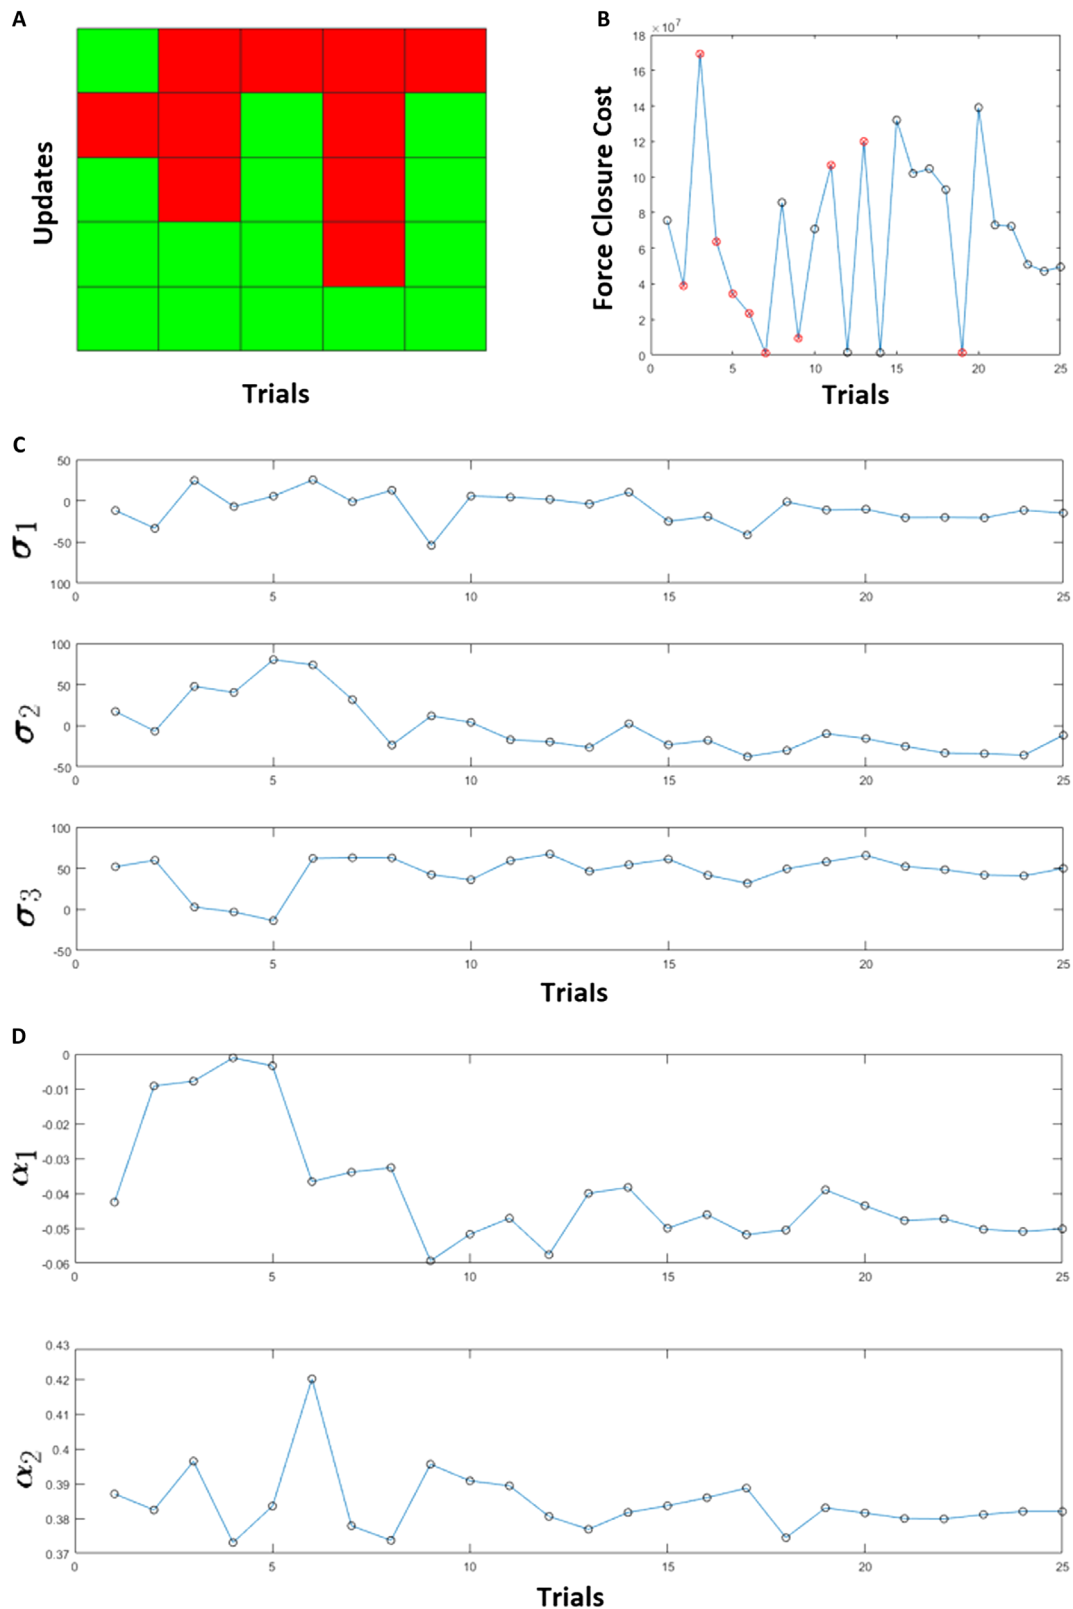 A
Updates
Trials
B
×10⁷
18
16
14
12
10
8
6
4
2
0
Force Closure Cost
0 5 10 15 20 25
Trials
C
50
0
-50
100
σ1
0 5 10 15 20 25
100
50
0
-50
σ2
0 5 10 15 20 25
100
50
0
-50
σ3
0 5 10 15 20 25
Trials
D
0
-0.01
-0.02
-0.03
-0.04
-0.05
-0.06
α1
0 5 10 15 20 25
0.43
0.42
0.41
0.4
0.39
0.38
0.37
α2
0 5 10 15 20 25
Trials